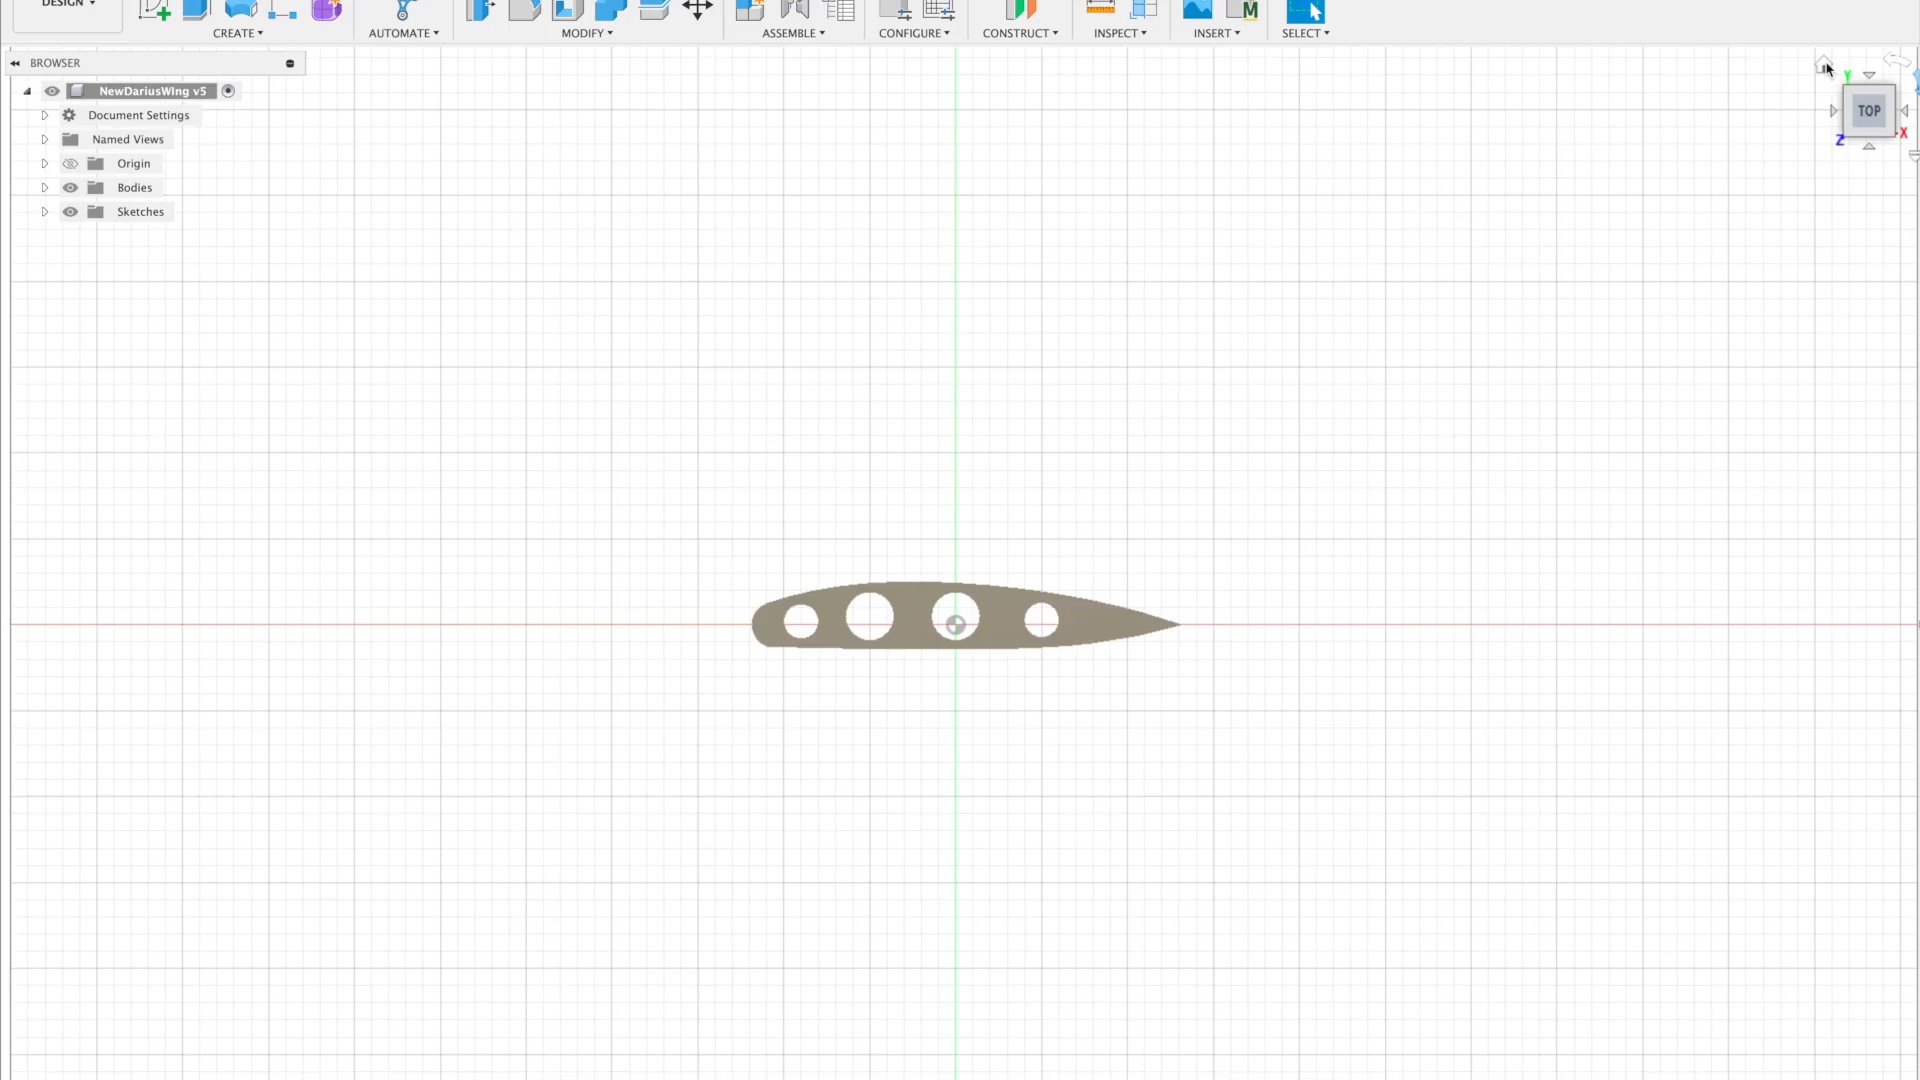 DESIGN
CREATE AUTOMATE MODIFY ASSEMBLE CONFIGURE CONSTRUCT INSPECT INSERT SELECT
BROWSER
NewDariusWIng v5
Document Settings
Named Views
Origin
Bodies
Sketches
M
Y
TOP
X
Z